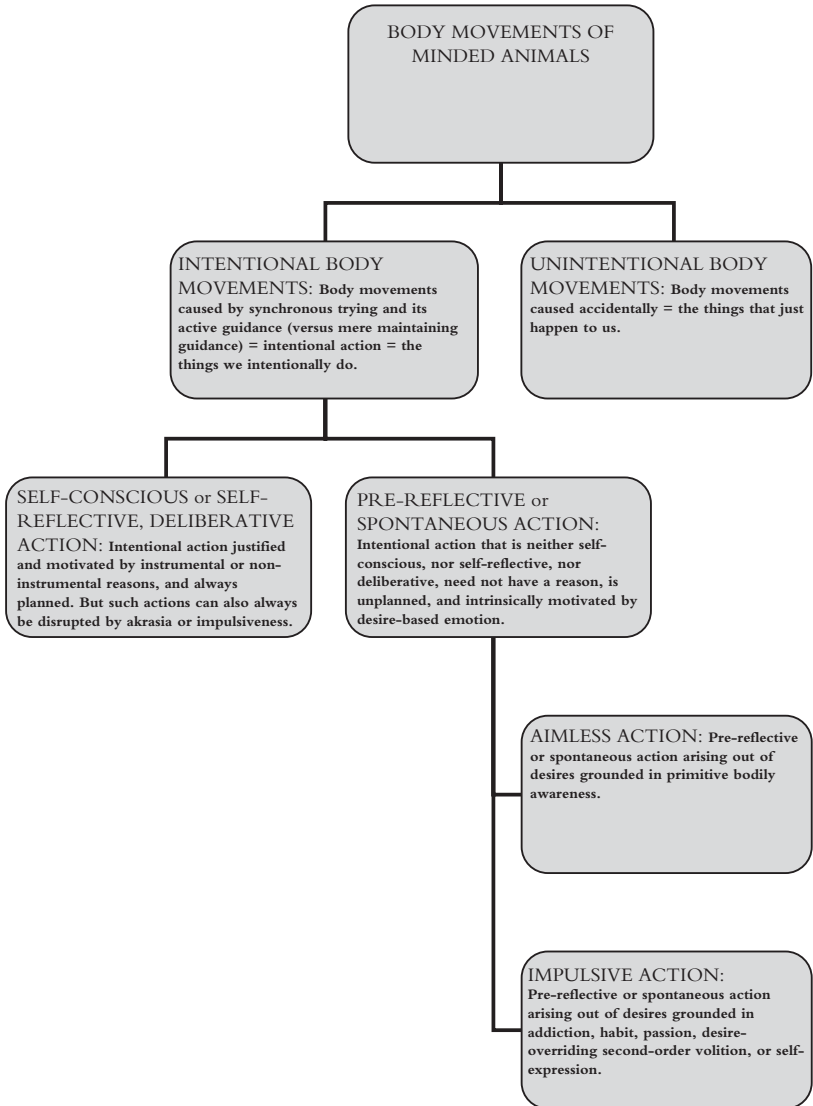 BODY MOVEMENTS OF
MINDED ANIMALS
INTENTIONAL BODY
MOVEMENTS: Body movements
caused by synchronous trying and its
active guidance (versus mere maintaining
guidance) = intentional action = the
things we intentionally do.
UNINTENTIONAL BODY
MOVEMENTS: Body movements
caused accidentally = the things that just
happen to us.
SELF-CONSCIOUS or SELF-
REFLECTIVE, DELIBERATIVE
ACTION: Intentional action justified
and motivated by instrumental or non-
instrumental reasons, and always
planned. But such actions can also always
be disrupted by akrasia or impulsiveness.
PRE-REFLECTIVE or
SPONTANEOUS ACTION:
Intentional action that is neither self-
conscious, nor self-reflective, nor
deliberative, need not have a reason, is
unplanned, and intrinsically motivated by
desire-based emotion.
AIMLESS ACTION: Pre-reflective
or spontaneous action arising out of
desires grounded in primitive bodily
awareness.
IMPULSIVE ACTION:
Pre-reflective or spontaneous action
arising out of desires grounded in
addiction, habit, passion, desire-
overriding second-order volition, or self-
expression.